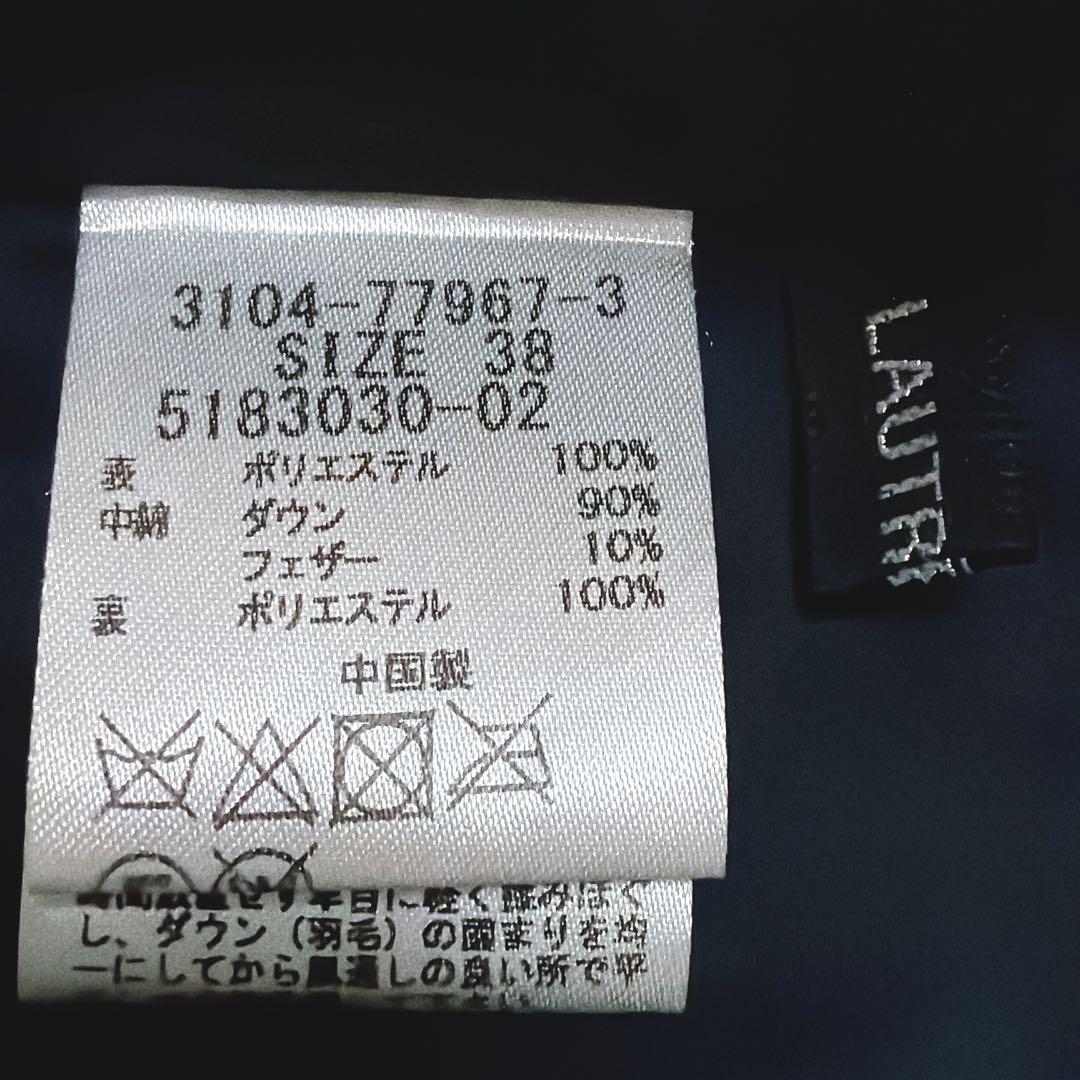 3104-77967-3
SIZE 38
5183030-02
表 ポリエステル 100%
中綿 ダウン 90%
フェザー 10%
裏 ポリエステル 100%
中国製
し、ダウン(羽毛)の固まりを均
一にしてから風通しの良い所で平
LAUTR